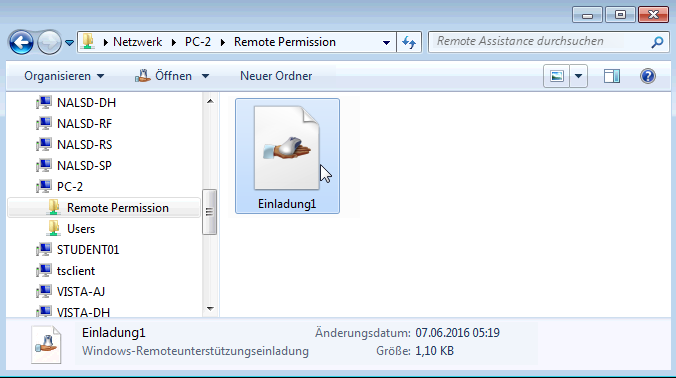 Netzwerk PC-2 Remote Permission Remote Assistance durchsuchen
Organisieren Öffnen Neuer Ordner
NALSD-DH
NALSD-RF
NALSD-RS
NALSD-SP
PC-2
Remote Permission
Users
STUDENT01
tsclient
VISTA-AJ
VISTA-DH
Einladung1
Einladung1 Änderungsdatum: 07.06.2016 05:19
Windows-Remoteunterstützungseinladung Größe: 1,10 KB